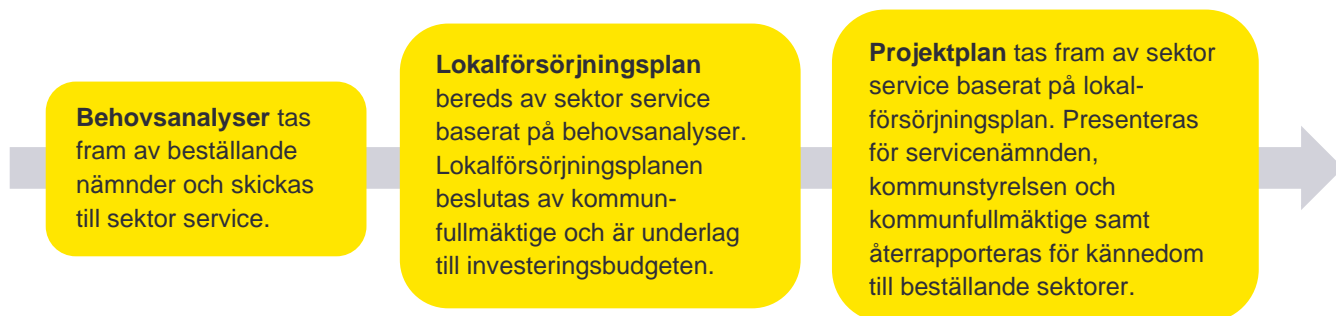 Behovsanalyser tas
fram av beställande
nämnder och skickas
till sektor service.
Lokalförsörjningsplan
bereds av sektor service
baserat på behovsanalyser.
Lokalförsörjningsplanen
beslutas av kommun-
fullmäktige och är underlag
till investeringsbudgeten.
Projektplan tas fram av sektor
service baserat på lokal-
försörjningsplan. Presenteras
för servicenämnden,
kommunstyrelsen och
kommunfullmäktige samt
återrapporteras för kännedom
till beställande sektorer.